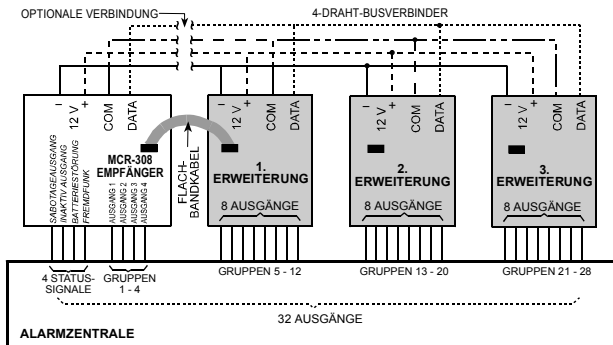 OPTIONALE VERBINDUNG
4-DRAHT-BUSVERBINDER
− 12 V + COM DATA
− 12 V + COM DATA
− 12 V + COM DATA
− 12 V + COM DATA
MCR-308
EMPFÄNGER
SABOTAGEAUSGANG
INAKTIV AUSGANG
BATTERIESTÖRUNG
FREMDFUNK
AUSGANG 1
AUSGANG 2
AUSGANG 3
AUSGANG 4
FLACH-
BANDKABEL
1.
ERWEITERUNG
8 AUSGÄNGE
2.
ERWEITERUNG
8 AUSGÄNGE
3.
ERWEITERUNG
8 AUSGÄNGE
4 STATUS-
SIGNALE
GRUPPEN
1 - 4
GRUPPEN 5 - 12
GRUPPEN 13 - 20
GRUPPEN 21 - 28
32 AUSGÄNGE
ALARMZENTRALE